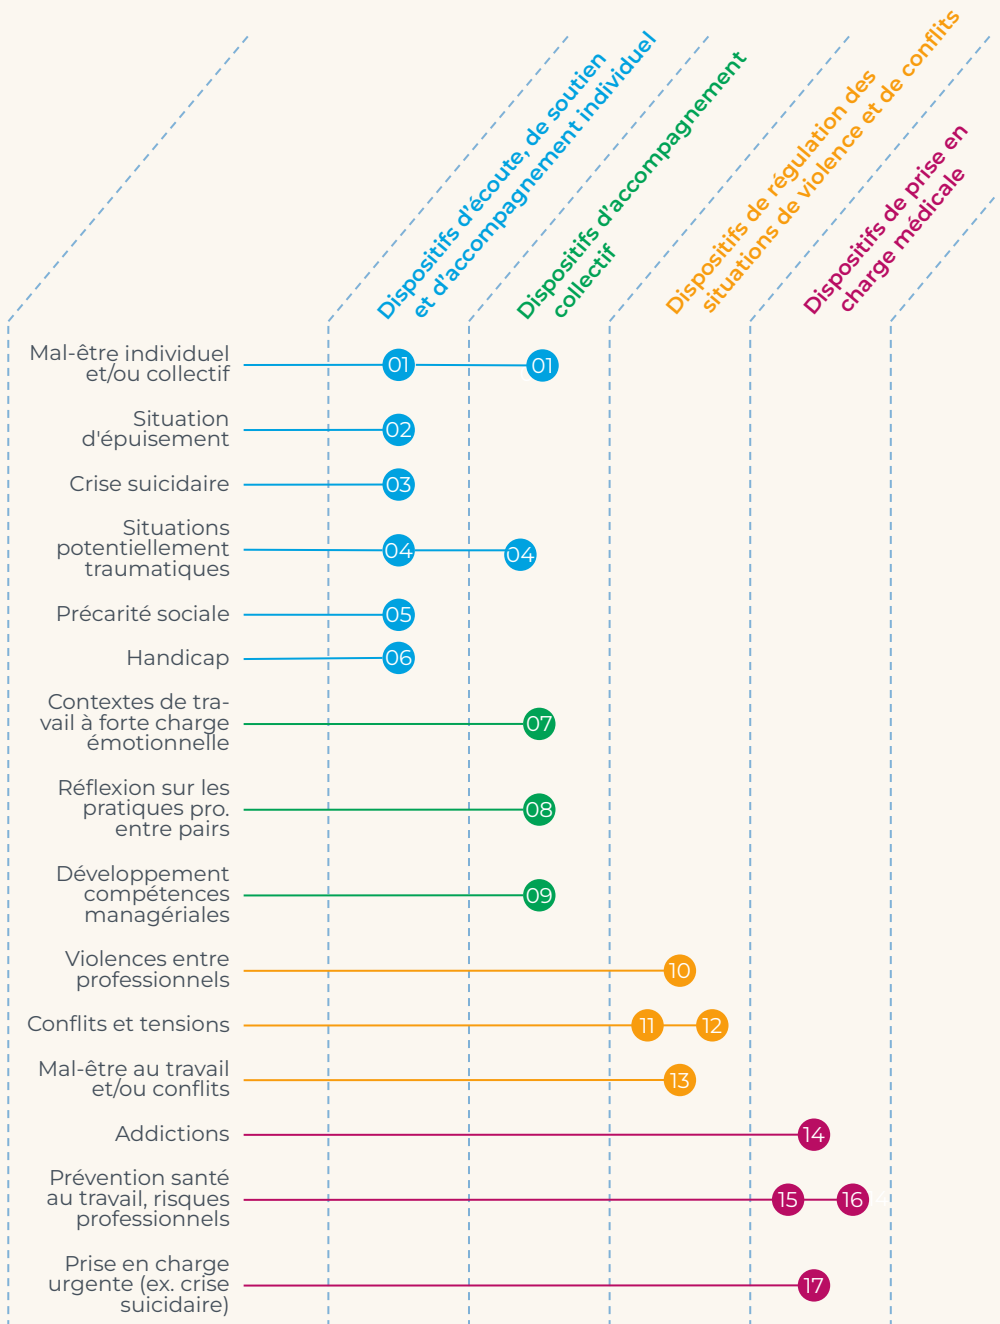 Dispositifs d'écoute, de soutien
et d'accompagnement individuel
Dispositifs d'accompagnement
collectif
Dispositifs de régulation des
situations de violence et de conflits
Dispositifs de prise en
charge médicale
Mal-être individuel
et/ou collectif
01
01
Situation
d'épuisement
02
Crise suicidaire
03
Situations
potentiellement
traumatiques
04
04
Précarité sociale
05
Handicap
06
Contextes de tra-
vail à forte charge
émotionnelle
07
Réflexion sur les
pratiques pro.
entre pairs
08
Développement
compétences
managériales
09
Violences entre
professionnels
10
Conflits et tensions
11
12
Mal-être au travail
et/ou conflits
13
Addictions
14
Prévention santé
au travail, risques
professionnels
15
16
Prise en charge
urgente (ex. crise
suicidaire)
17